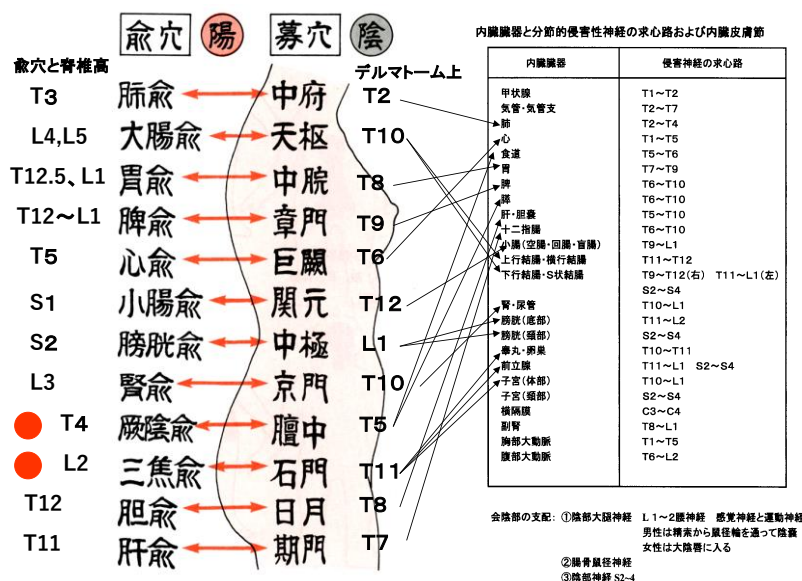 兪穴 陽 募穴 陰
兪穴と脊椎高
デルマトーム上
T3 肺兪 中府 T2
L4,L5 大腸兪 天枢 T10
T12.5、L1 胃兪 中脘 T8
T12～L1 脾兪 章門 T9
T5 心兪 巨闕 T6
S1 小腸兪 関元 T12
S2 膀胱兪 中極 L1
L3 腎兪 京門 T10
T4 厥陰兪 膻中 T5
L2 三焦兪 石門 T11
T12 胆兪 日月 T8
T11 肝兪 期門 T7
内臓臓器と分節的侵害性神経の求心路および内臓皮膚節
内臓臓器 侵害神経の求心路
甲状腺 T1～T2
気管・気管支 T2～T7
肺 T2～T4
心 T1～T5
食道 T5～T6
胃 T7～T9
脾 T6～T10
膵 T6～T10
肝・胆嚢 T5～T10
十二指腸 T6～T10
小腸(空腸・回腸・盲腸) T9～L1
上行結腸・横行結腸 T11～T12
下行結腸・S状結腸 T9～T12(右) T11～L1(左)
S2～S4
腎・尿管 T10～L1
膀胱(底部) T11～L2
膀胱(頚部) S2～S4
睾丸・卵巣 T10～T11
前立腺 T11～L1 S2～S4
子宮(体部) T10～L1
子宮(頚部) S2～S4
横隔膜 C3～C4
副腎 T8～L1
胸部大動脈 T1～T5
腹部大動脈 T6～L2
会陰部の支配: ①陰部大腿神経 L 1～2腰神経 感覚神経と運動神経
男性は精索から鼠径輪を通って陰嚢
女性は大陰唇に入る
②腸骨鼠径神経
③陰部神経 S2~4